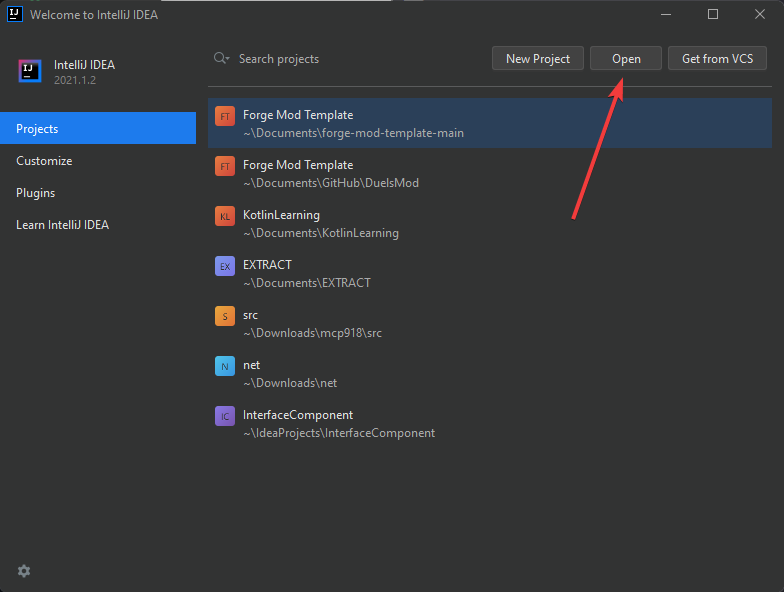 IJ Welcome to IntelliJ IDEA
IJ
IntelliJ IDEA
2021.1.2
Search projects
New Project
Open
Get from VCS
Projects
Customize
Plugins
Learn IntelliJ IDEA
FT Forge Mod Template
~\Documents\forge-mod-template-main
FT Forge Mod Template
~\Documents\GitHub\DuelsMod
KL KotlinLearning
~\Documents\KotlinLearning
EX EXTRACT
~\Documents\EXTRACT
S src
~\Downloads\mcp918\src
N net
~\Downloads\net
IC InterfaceComponent
~\IdeaProjects\InterfaceComponent